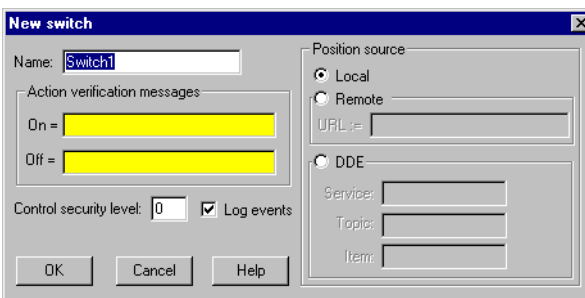 New switch
Name: Switch1
Action verification messages
On =
Off =
Control security level: 0 Log events
OK Cancel Help
Position source
Local
Remote
URL :=
DDE
Service:
Topic:
Item: